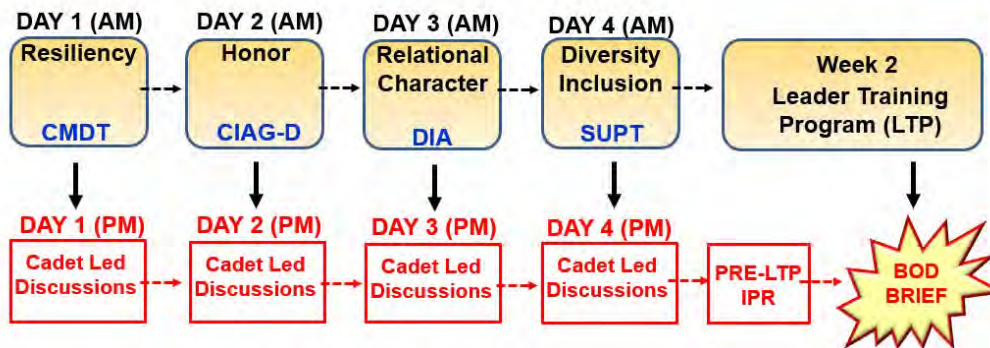 DAY 1 (AM)
Resiliency
CMDT
DAY 2 (AM)
Honor
CIAG-D
DAY 3 (AM)
Relational
Character
DIA
DAY 4 (AM)
Diversity
Inclusion
SUPT
Week 2
Leader Training
Program (LTP)
DAY 1 (PM)
Cadet Led
Discussions
DAY 2 (PM)
Cadet Led
Discussions
DAY 3 (PM)
Cadet Led
Discussions
DAY 4 (PM)
Cadet Led
Discussions
PRE-LTP
IPR
BOD
BRIEF